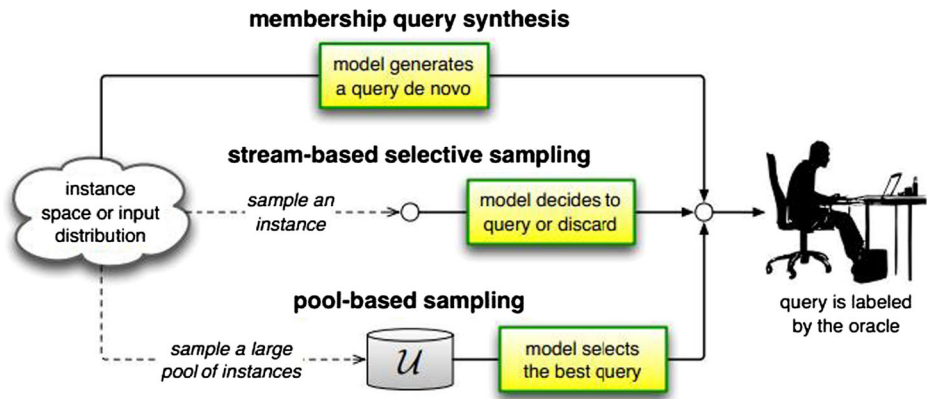 membership query synthesis
model generates
a query de novo
stream-based selective sampling
instance
space or input
distribution
sample an
instance
model decides to
query or discard
pool-based sampling
sample a large
pool of instances
U
model selects
the best query
query is labeled
by the oracle